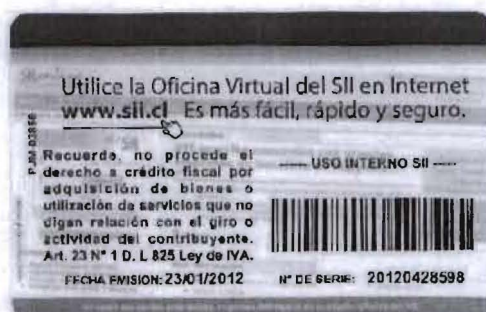 Utilice la Oficina Virtual del SII en Internet
www.sii.cl Es más fácil, rápido y seguro.
Recuerde, no procede el
derecho a crédito fiscal por
adquisición de bienes o
utilización de servicios que no
digan relación con el giro o
actividad del contribuyente.
Art. 23 N° 1 D. L 825 Ley de IVA.
FECHA EMISION: 23/01/2012
USO INTERNO SII
N° DE SERIE: 20120428598